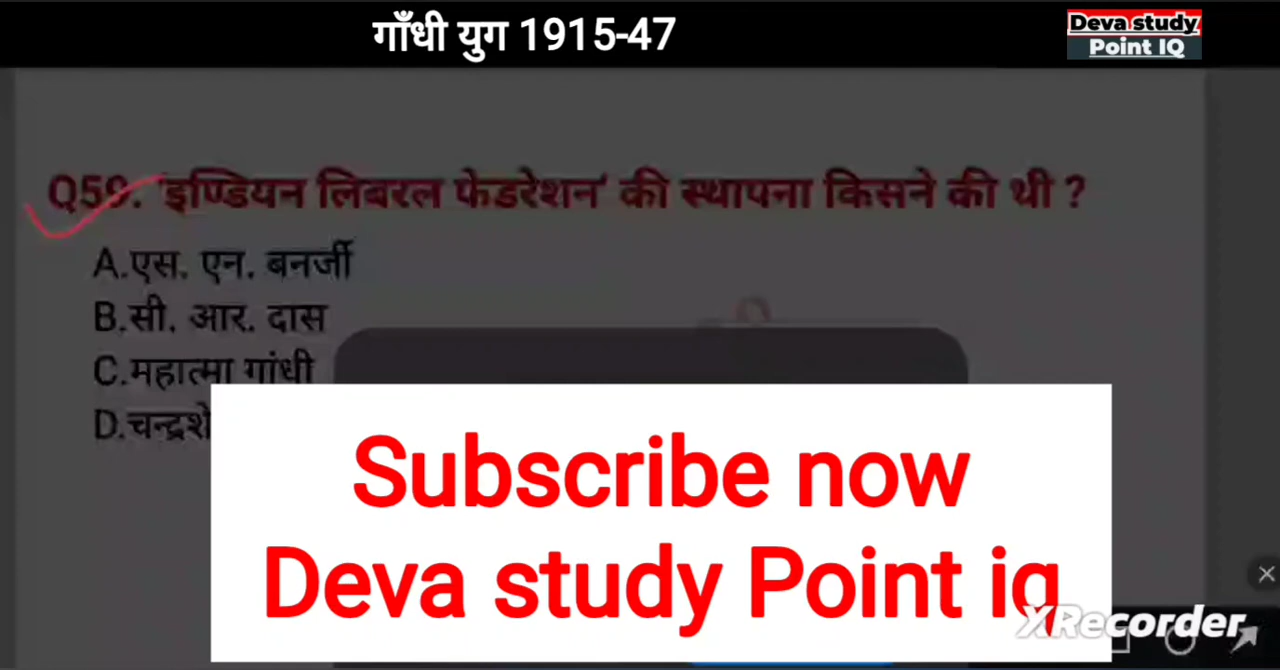 गाँधी युग 1915-47
Deva study
Point IQ
Q59. 'इण्डियन लिबरल फेडरेशन' की स्थापना किसने की थी ?
A.एस. एन. बनर्जी
B.सी. आर. दास
C.महात्मा गांधी
D.
Subscribe now
Deva study Point iq
XRecorder